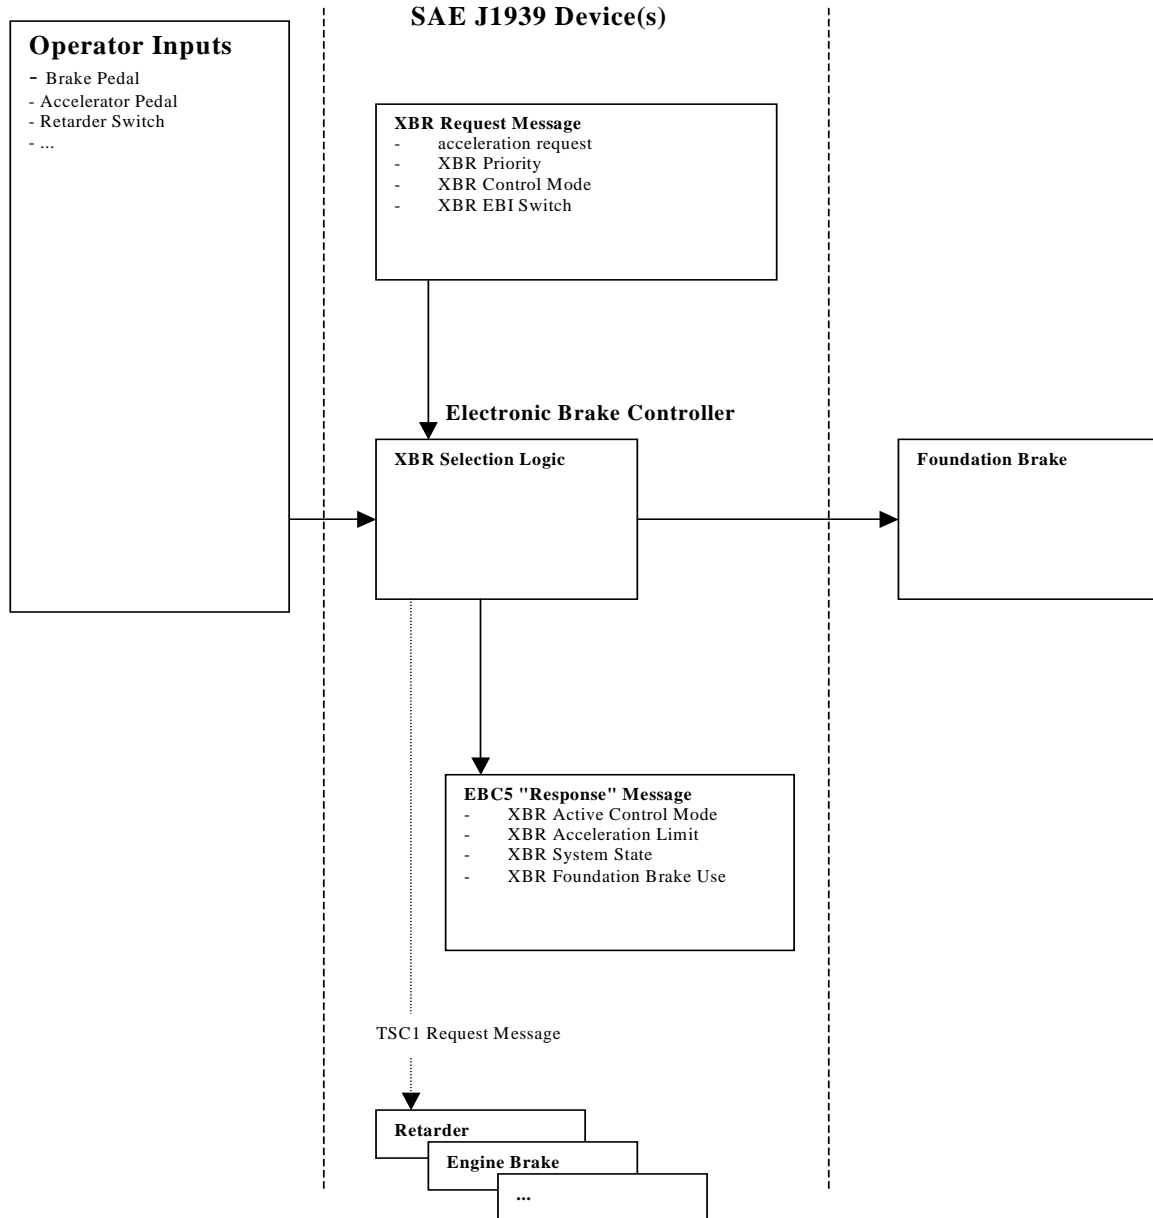 SAE J1939 Device(s)
Operator Inputs
- Brake Pedal
- Accelerator Pedal
- Retarder Switch
- ...
XBR Request Message
- acceleration request
- XBR Priority
- XBR Control Mode
- XBR EBI Switch
Electronic Brake Controller
XBR Selection Logic
Foundation Brake
EBC5 "Response" Message
- XBR Active Control Mode
- XBR Acceleration Limit
- XBR System State
- XBR Foundation Brake Use
TSC1 Request Message
Retarder
Engine Brake
...